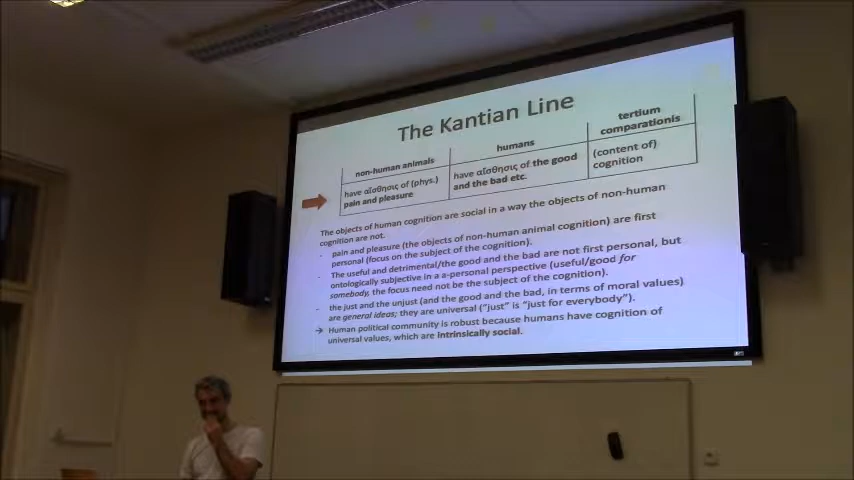 The Kantian Line
non-human animals
humans
tertium
comparationis
have αἴσθησις of (phys.)
pain and pleasure
have αἴσθησις of the good
and the bad etc.
(content of)
cognition
The objects of human cognition are social in a way the objects of non-human
cognition are not.
- pain and pleasure (the objects of non-human animal cognition) are first
personal (focus on the subject of the cognition).
- The useful and detrimental/the good and the bad are not first personal, but
ontologically subjective in a a-personal perspective (useful/good for
somebody, the focus need not be the subject of the cognition).
- the just and the unjust (and the good and the bad, in terms of moral values)
are general ideas; they are universal ("just" is "just for everybody").
→ Human political community is robust because humans have cognition of
universal values, which are intrinsically social.